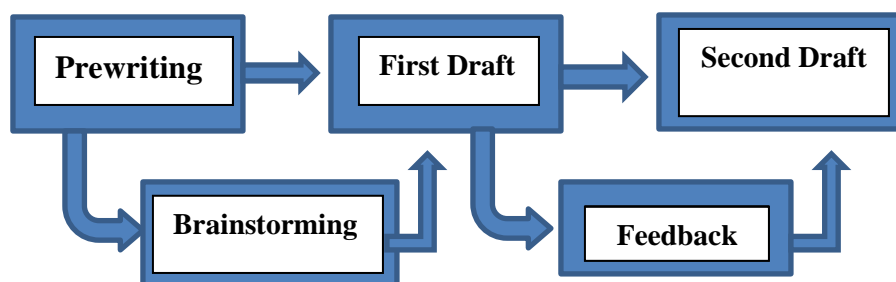 Prewriting
First Draft
Second Draft
Brainstorming
Feedback